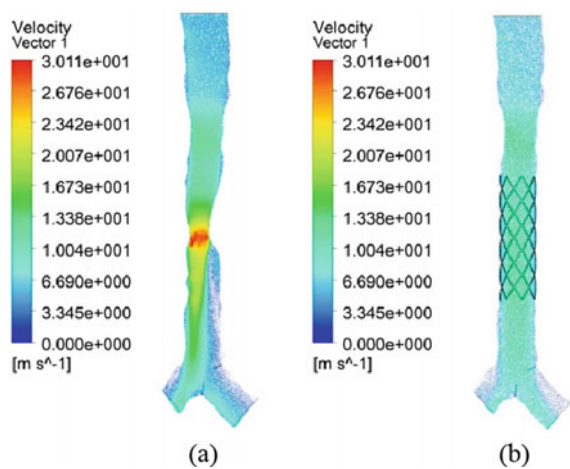 Velocity
Vector 1
3.011e+001
2.676e+001
2.342e+001
2.007e+001
1.673e+001
1.338e+001
1.004e+001
6.690e+000
3.345e+000
0.000e+000
[m s^-1]
(a)
Velocity
Vector 1
3.011e+001
2.676e+001
2.342e+001
2.007e+001
1.673e+001
1.338e+001
1.004e+001
6.690e+000
3.345e+000
0.000e+000
[m s^-1]
(b)